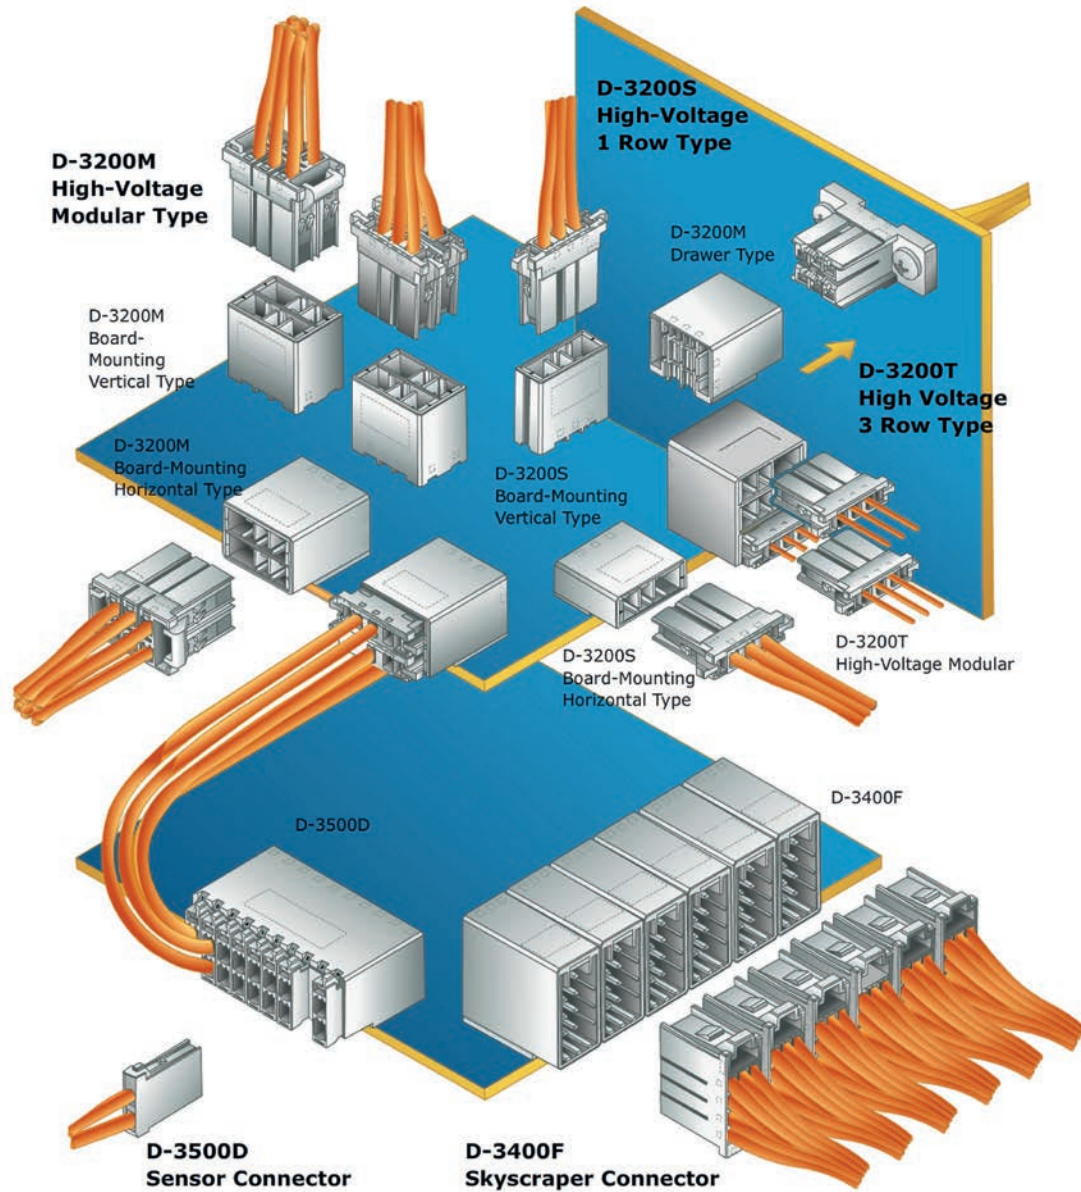 D-3200S
High-Voltage
1 Row Type
D-3200M
High-Voltage
Modular Type
D-3200M
Drawer Type
D-3200M
Board-
Mounting
Vertical Type
D-3200T
High Voltage
3 Row Type
D-3200M
Board-Mounting
Horizontal Type
D-3200S
Board-Mounting
Vertical Type
D-3200T
High-Voltage Modular
D-3200S
Board-Mounting
Horizontal Type
D-3400F
D-3500D
D-3500D
Sensor Connector
D-3400F
Skyscraper Connector